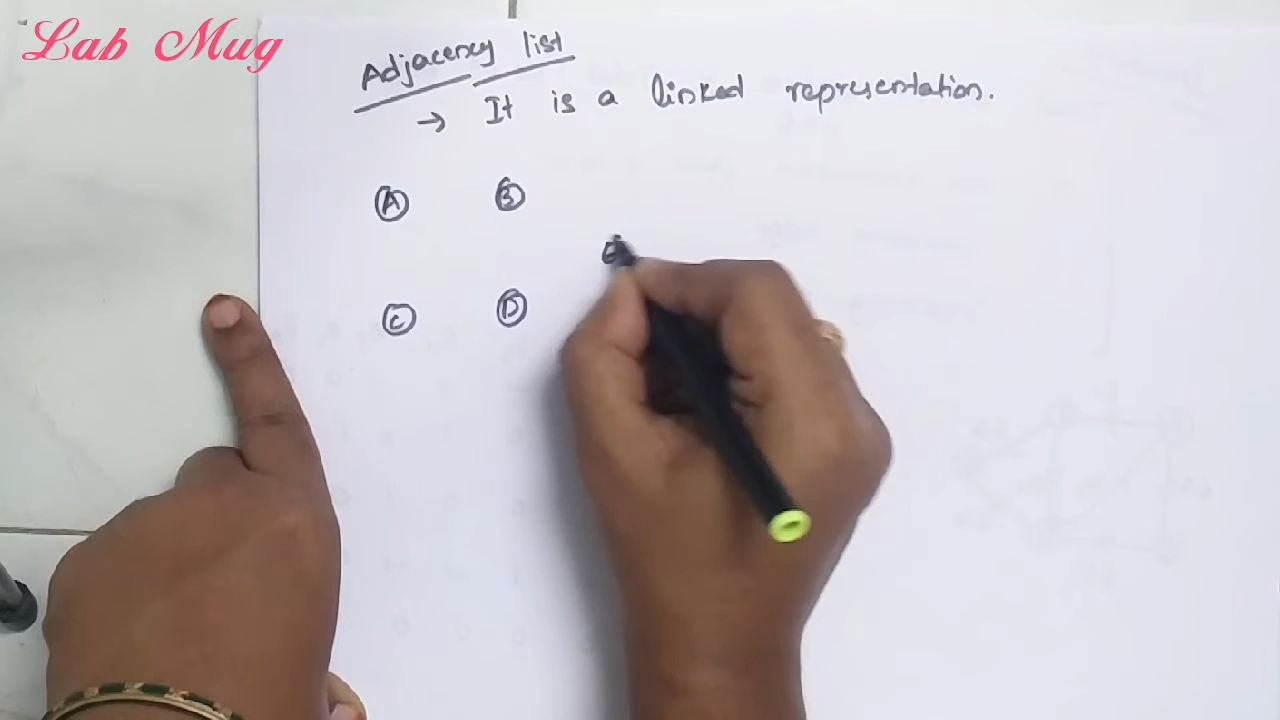 Lab Mug
Adjacency list
→ It is a linked representation.
A B
C D